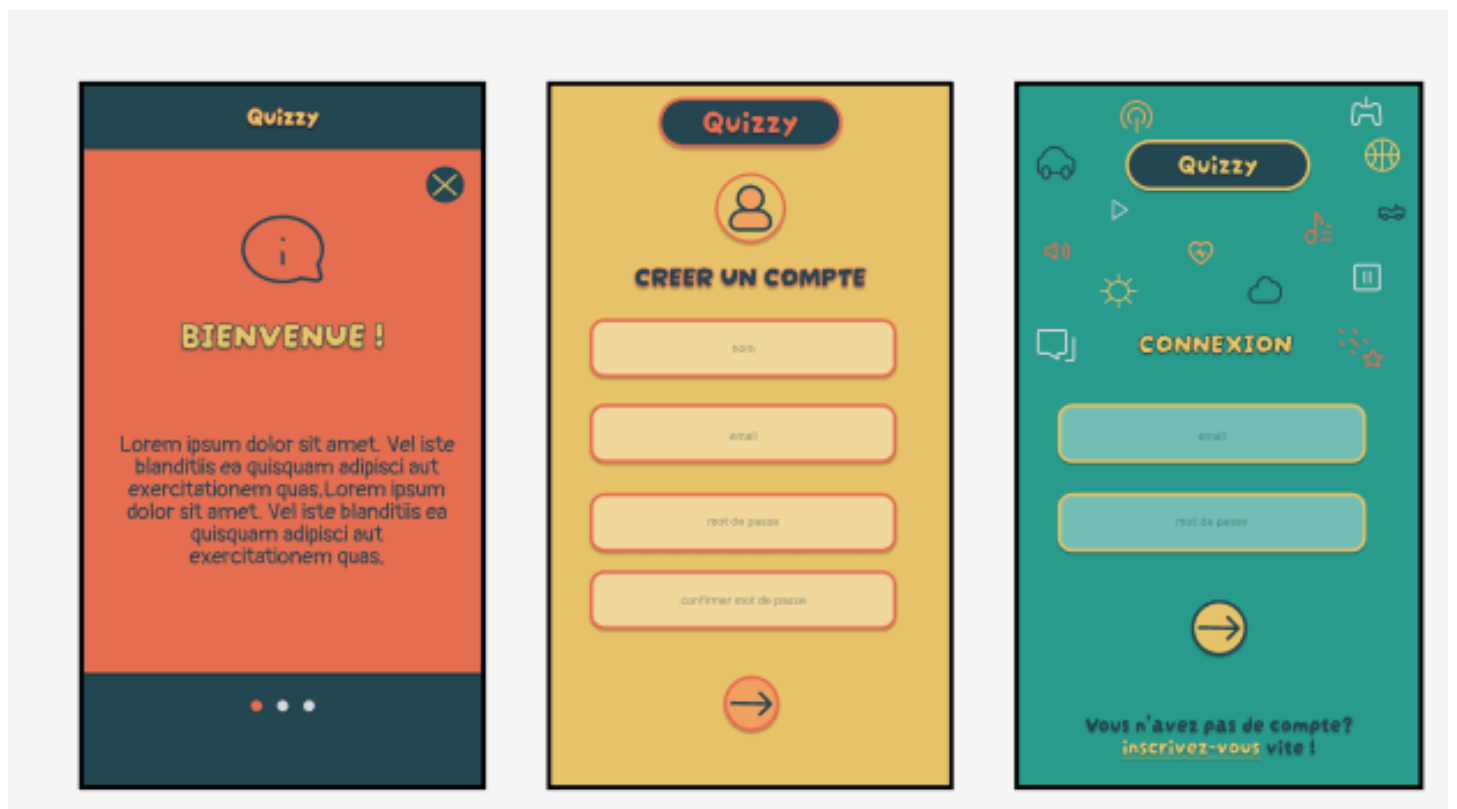 Quizzy
i
BIENVENUE !
Lorem ipsum dolor sit amet. Vel iste
blanditiis ea quisquam adipisci aut
exercitationem quas,Lorem ipsum
dolor sit amet. Vel iste blanditiis ea
quisquam adipisci aut
exercitationem quas,
Quizzy
CREER UN COMPTE
nom
email
mot de passe
confirmer mot de passe
Quizzy
CONNEXION
email
mot de passe
Vous n'avez pas de compte?
inscrivez-vous vite !